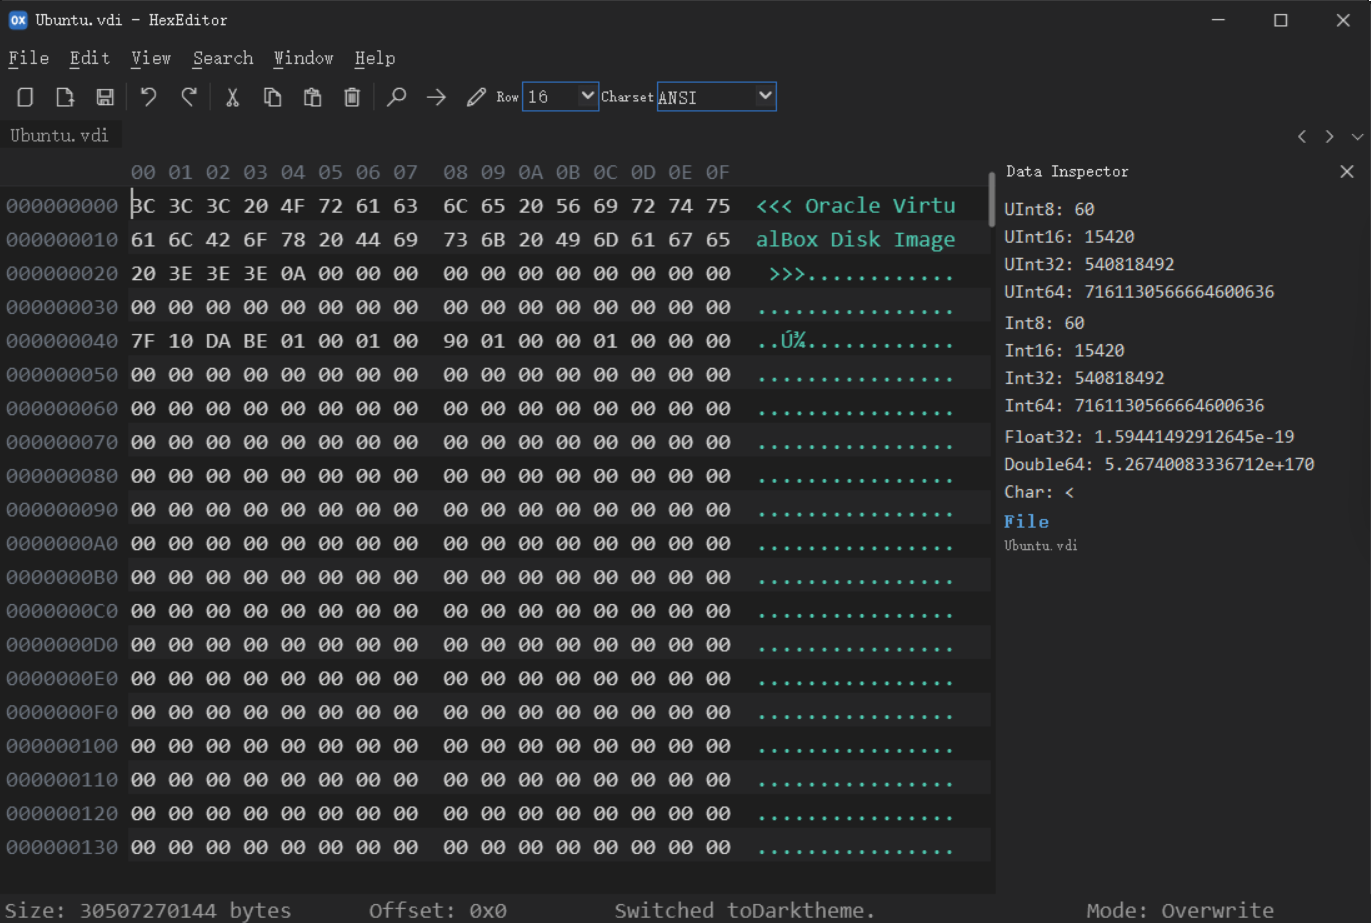 0X Ubuntu.vdi - HexEditor
File Edit View Search Window Help
Row 16 Charset ANSI
Ubuntu.vdi
00 01 02 03 04 05 06 07 08 09 0A 0B 0C 0D 0E 0F
000000000 3C 3C 3C 20 4F 72 61 63 6C 65 20 56 69 72 74 75 <<< Oracle Virtu
000000010 61 6C 42 6F 78 20 44 69 73 6B 20 49 6D 61 67 65 alBox Disk Image
000000020 20 3E 3E 3E 0A 00 00 00 00 00 00 00 00 00 00 00 >>>............
000000030 00 00 00 00 00 00 00 00 00 00 00 00 00 00 00 00 ................
000000040 7F 10 DA BE 01 00 01 00 90 01 00 00 01 00 00 00 ..Ú¾............
000000050 00 00 00 00 00 00 00 00 00 00 00 00 00 00 00 00 ................
000000060 00 00 00 00 00 00 00 00 00 00 00 00 00 00 00 00 ................
000000070 00 00 00 00 00 00 00 00 00 00 00 00 00 00 00 00 ................
000000080 00 00 00 00 00 00 00 00 00 00 00 00 00 00 00 00 ................
000000090 00 00 00 00 00 00 00 00 00 00 00 00 00 00 00 00 ................
0000000A0 00 00 00 00 00 00 00 00 00 00 00 00 00 00 00 00 ................
0000000B0 00 00 00 00 00 00 00 00 00 00 00 00 00 00 00 00 ................
0000000C0 00 00 00 00 00 00 00 00 00 00 00 00 00 00 00 00 ................
0000000D0 00 00 00 00 00 00 00 00 00 00 00 00 00 00 00 00 ................
0000000E0 00 00 00 00 00 00 00 00 00 00 00 00 00 00 00 00 ................
0000000F0 00 00 00 00 00 00 00 00 00 00 00 00 00 00 00 00 ................
000000100 00 00 00 00 00 00 00 00 00 00 00 00 00 00 00 00 ................
000000110 00 00 00 00 00 00 00 00 00 00 00 00 00 00 00 00 ................
000000120 00 00 00 00 00 00 00 00 00 00 00 00 00 00 00 00 ................
000000130 00 00 00 00 00 00 00 00 00 00 00 00 00 00 00 00 ................
Data Inspector
UInt8: 60
UInt16: 15420
UInt32: 540818492
UInt64: 7161130566664600636
Int8: 60
Int16: 15420
Int32: 540818492
Int64: 7161130566664600636
Float32: 1.59441492912645e-19
Double64: 5.26740083336712e+170
Char: <
File
Ubuntu.vdi
Size: 30507270144 bytes Offset: 0x0 Switched toDarktheme. Mode: Overwrite